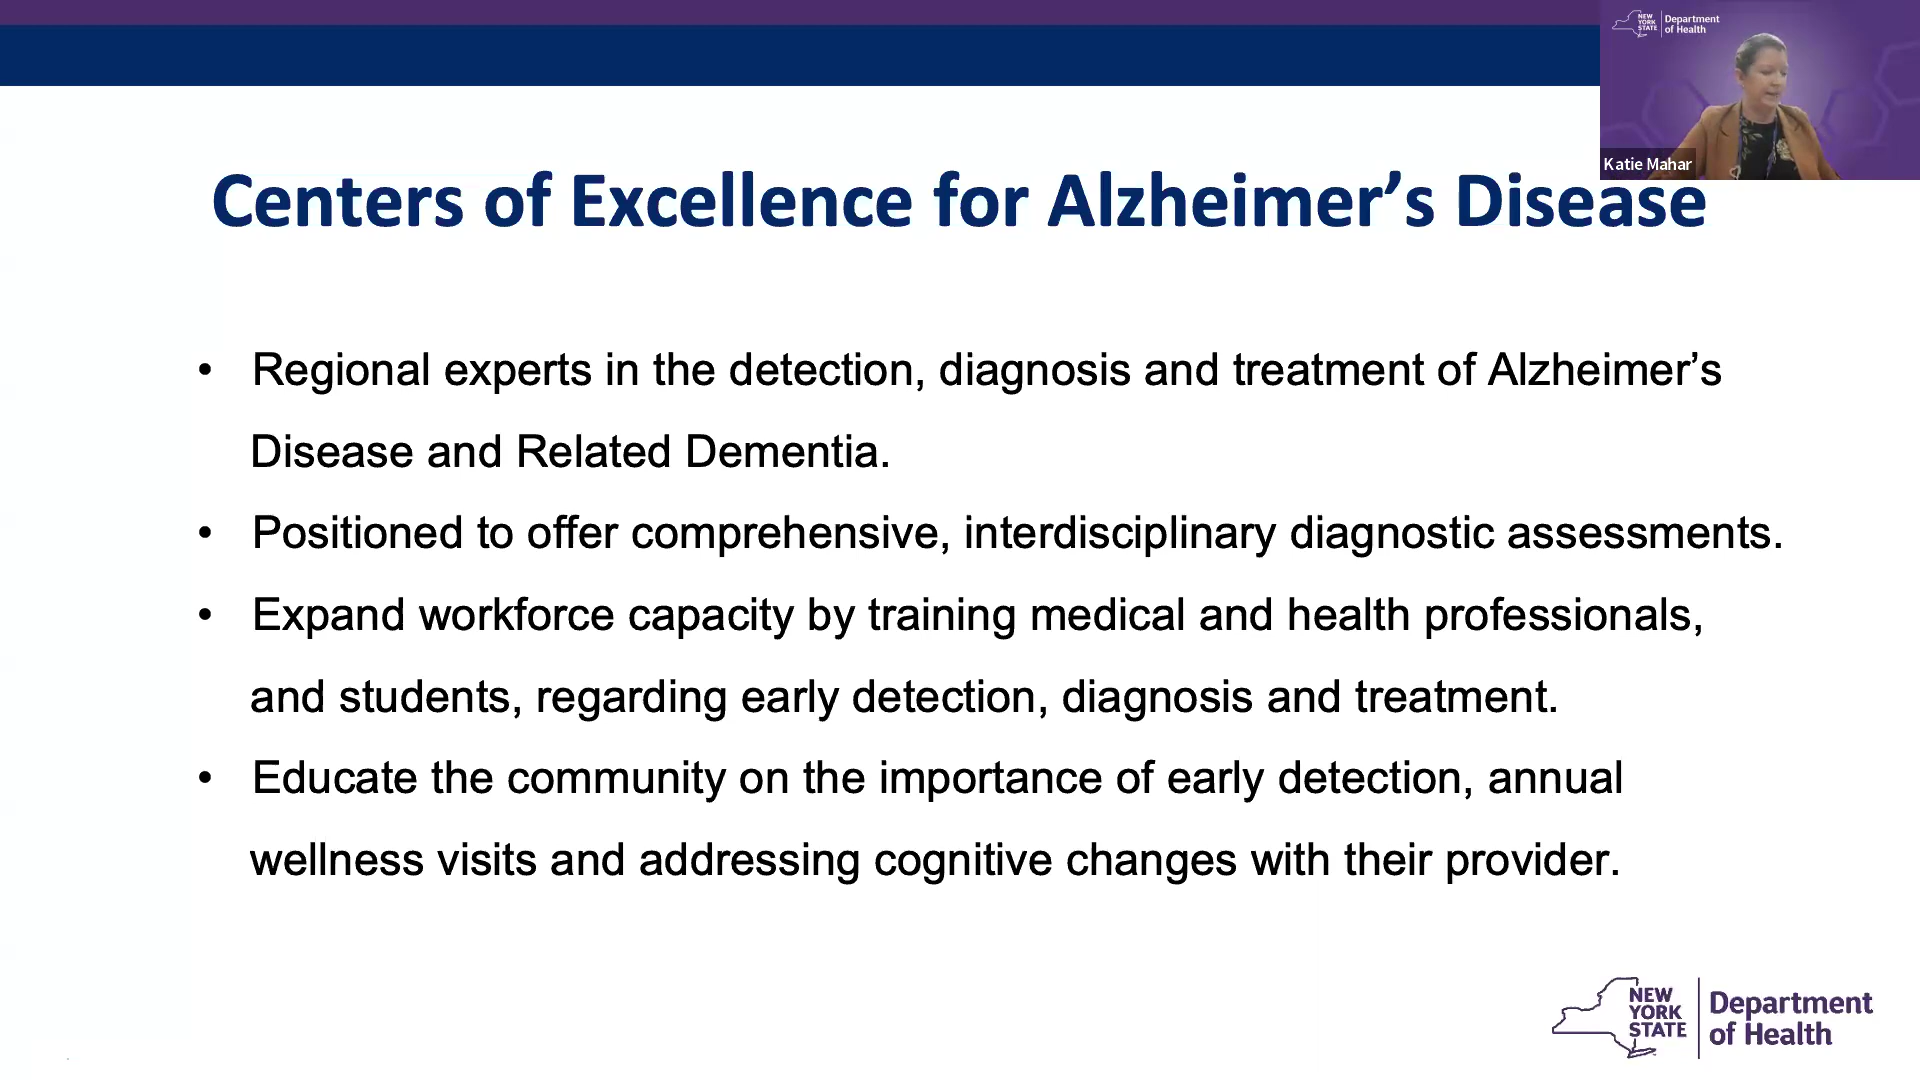 NEW
YORK
STATE
Department
of Health
Katie Mahar
Centers of Excellence for Alzheimer’s Disease
• Regional experts in the detection, diagnosis and treatment of Alzheimer’s
Disease and Related Dementia.
• Positioned to offer comprehensive, interdisciplinary diagnostic assessments.
• Expand workforce capacity by training medical and health professionals,
and students, regarding early detection, diagnosis and treatment.
• Educate the community on the importance of early detection, annual
wellness visits and addressing cognitive changes with their provider.
NEW
YORK
STATE
Department
of Health